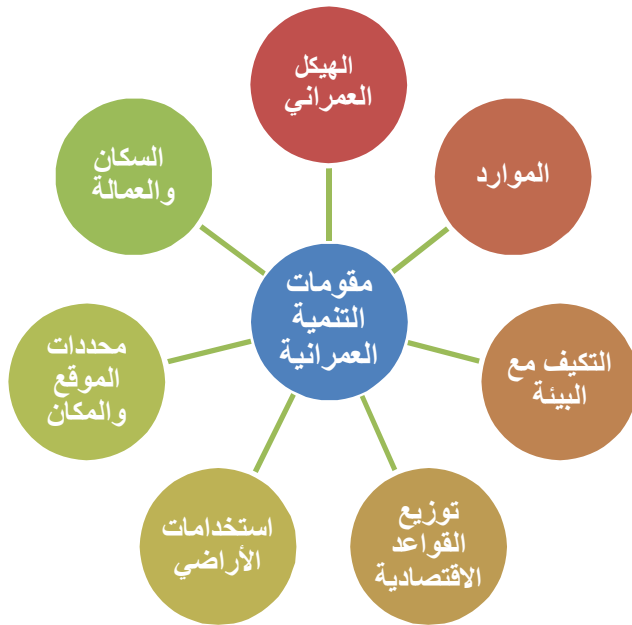 الهيكل
العمراني
الموارد
التكيف مع
البيئة
توزيع
القواعد
الاقتصادية
استخدامات
الأراضي
محددات
الموقع
والمكان
السكان
والعمالة
مقومات
التنمية
العمرانية